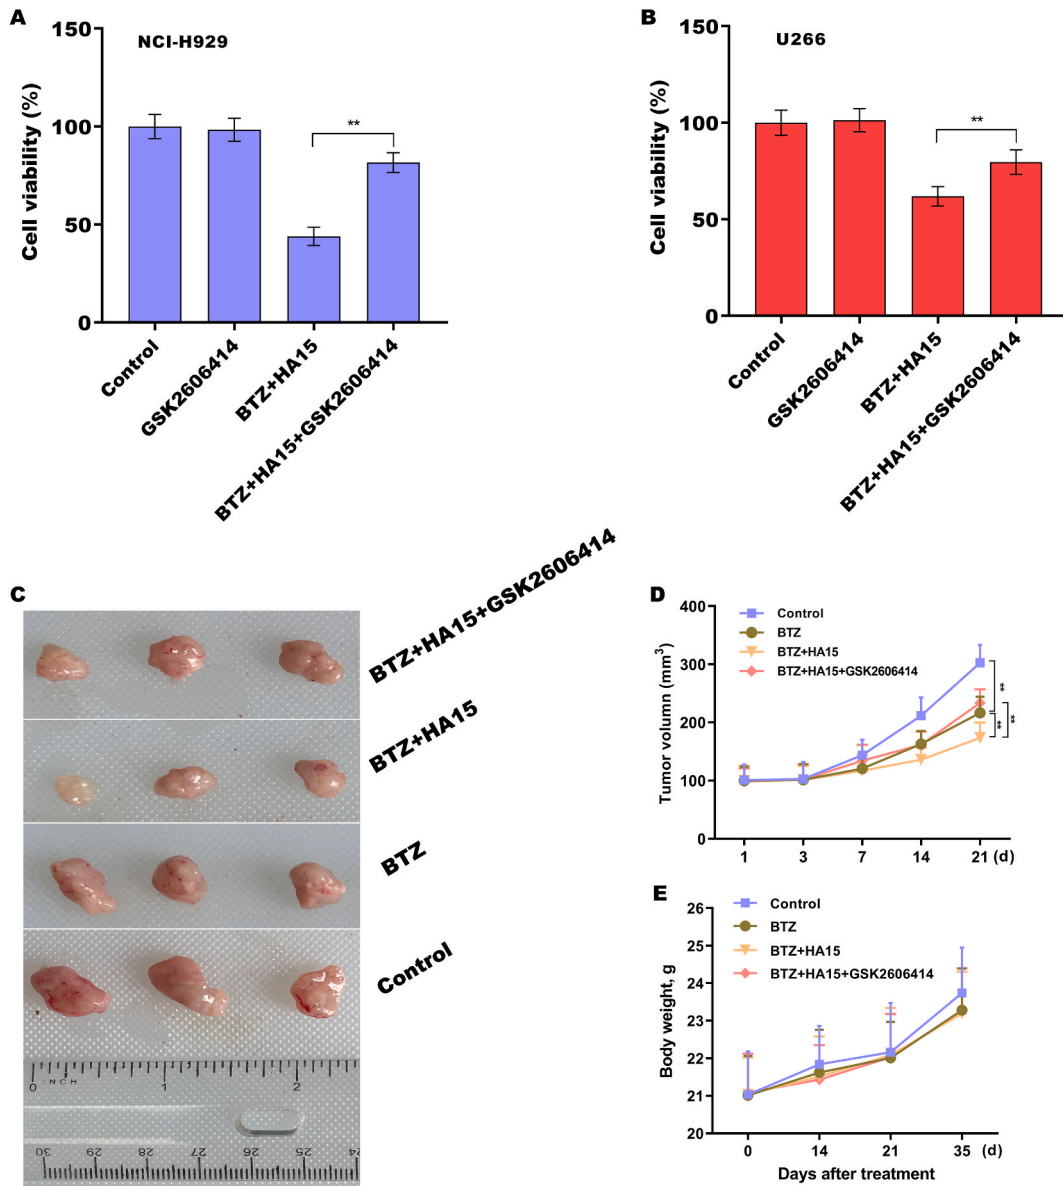 A
NCI-H929
Cell viability (%)
150
100
50
0
**
Control
GSK2606414
BTZ+HA15
BTZ+HA15+GSK2606414
B
U266
Cell viability (%)
150
100
50
0
**
Control
GSK2606414
BTZ+HA15
BTZ+HA15+GSK2606414
C
BTZ+HA15+GSK2606414
BTZ+HA15
BTZ
Control
0 INCH 1 2
30 29 28 27 26 25 24
D
Tumor volumn (mm³)
400
300
200
100
0
Control
BTZ
BTZ+HA15
BTZ+HA15+GSK2606414
**
**
**
1 3 7 14 21 (d)
E
Body weight, g
26
25
24
23
22
21
20
Control
BTZ
BTZ+HA15
BTZ+HA15+GSK2606414
0 14 21 35 (d)
Days after treatment